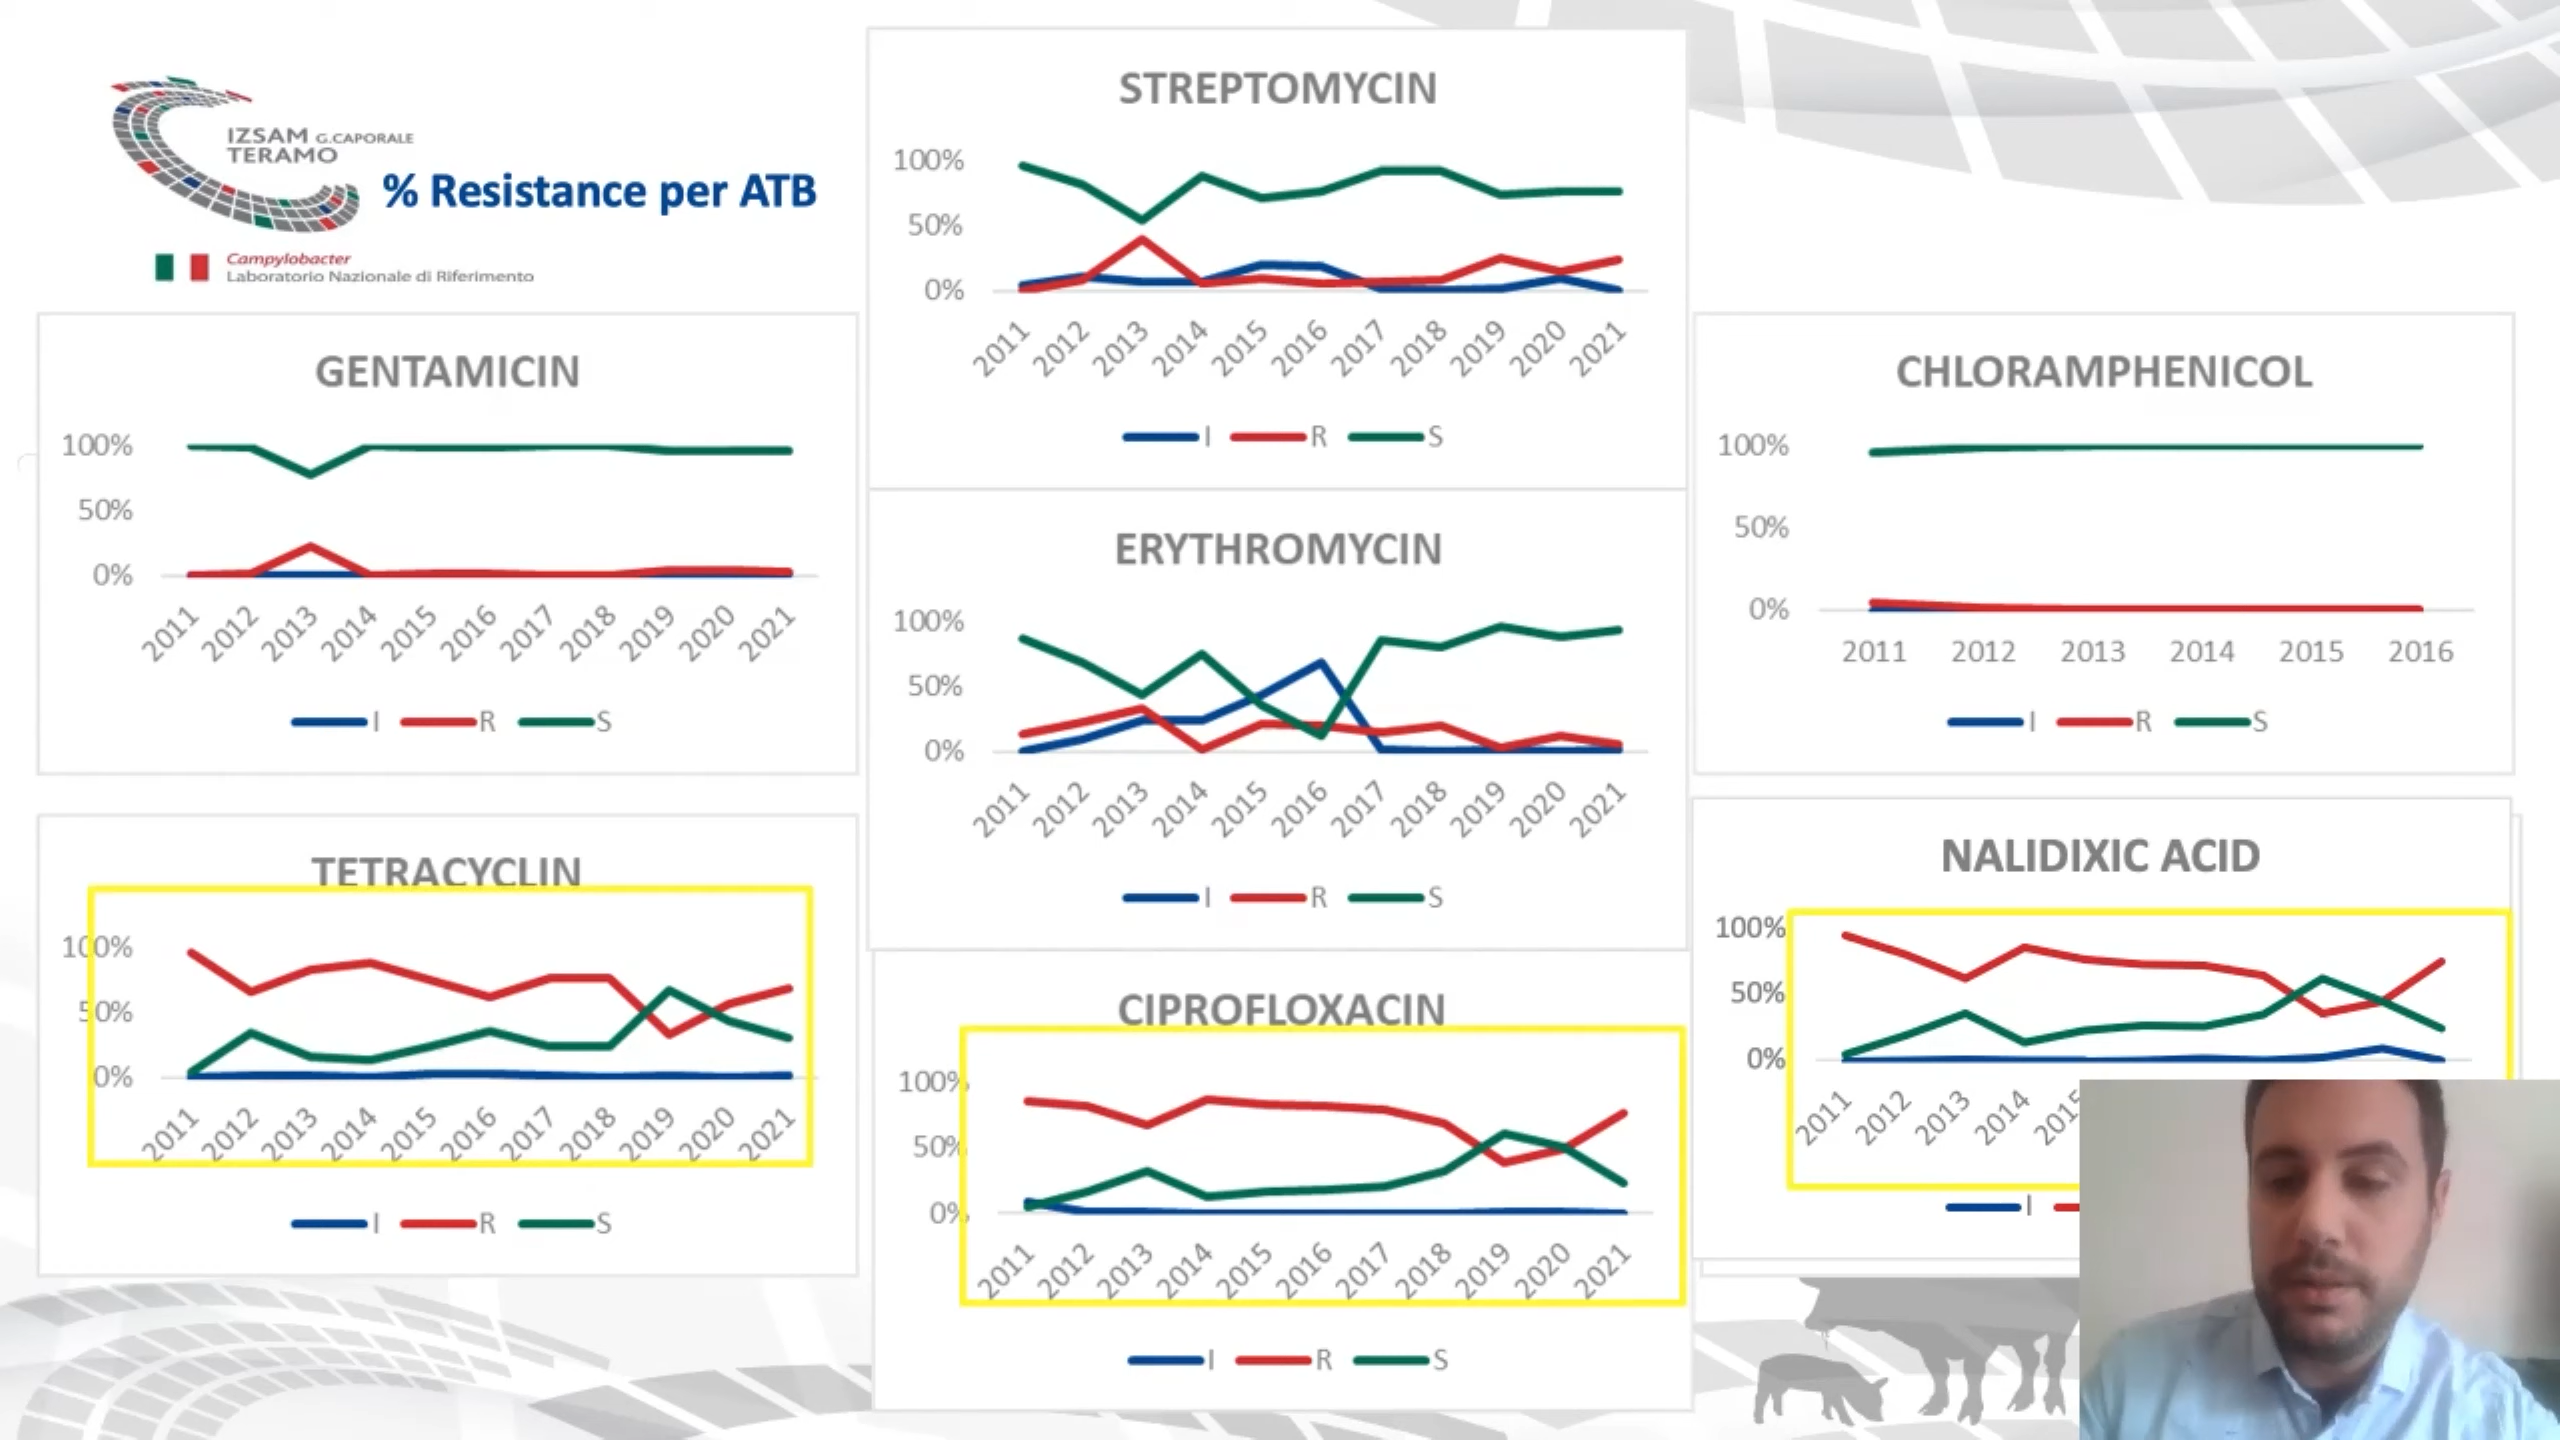 IZSAM G.CAPORALE
TERAMO
% Resistance per ATB
Campylobacter
Laboratorio Nazionale di Riferimento
STREPTOMYCIN
100%
50%
0%
2011 2012 2013 2014 2015 2016 2017 2018 2019 2020 2021
I R S
GENTAMICIN
100%
50%
0%
2011 2012 2013 2014 2015 2016 2017 2018 2019 2020 2021
I R S
ERYTHROMYCIN
100%
50%
0%
2011 2012 2013 2014 2015 2016 2017 2018 2019 2020 2021
I R S
CHLORAMPHENICOL
100%
50%
0%
2011 2012 2013 2014 2015 2016
I R S
TETRACYCLIN
100%
50%
0%
2011 2012 2013 2014 2015 2016 2017 2018 2019 2020 2021
I R S
CIPROFLOXACIN
100%
50%
0%
2011 2012 2013 2014 2015 2016 2017 2018 2019 2020 2021
I R S
NALIDIXIC ACID
100%
50%
0%
2011 2012 2013 2014 2015
I